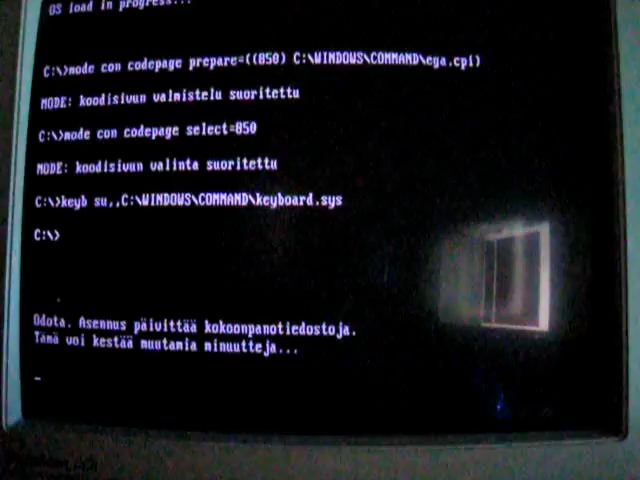 OS load in progress...
C:\>mode con codepage prepare=((850) C:\WINDOWS\COMMAND\ega.cpi)
MODE: koodisivun valmistelu suoritettu
C:\>mode con codepage select=850
MODE: koodisivun valinta suoritettu
C:\>keyb su,,C:\WINDOWS\COMMAND\keyboard.sys
C:\>
Odota. Asennus päivittää kokoonpanotiedostoja.
Tämä voi kestää muutamia minuutteja...
_